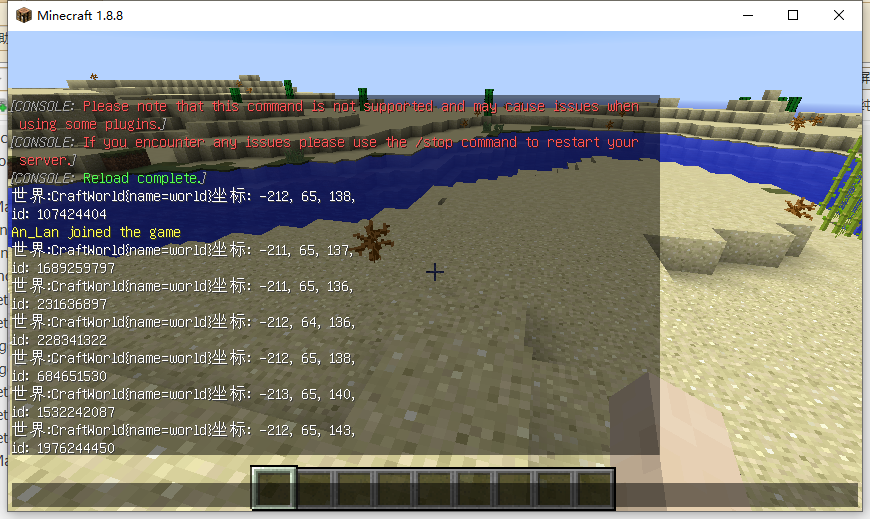 Minecraft 1.8.8
[CONSOLE: Please note that this command is not supported and may cause issues when
using some plugins.]
[CONSOLE: If you encounter any issues please use the /stop command to restart your
server.]
[CONSOLE: Reload complete.]
世界:CraftWorld{name=world}坐标: -212, 65, 138,
id: 107424404
An_Lan joined the game
世界:CraftWorld{name=world}坐标: -211, 65, 137,
id: 1689259797
世界:CraftWorld{name=world}坐标: -211, 65, 136,
id: 231636897
世界:CraftWorld{name=world}坐标: -212, 64, 136,
id: 228341322
世界:CraftWorld{name=world}坐标: -212, 65, 138,
id: 684651530
世界:CraftWorld{name=world}坐标: -213, 65, 140,
id: 1532242087
世界:CraftWorld{name=world}坐标: -212, 65, 143,
id: 1976244450